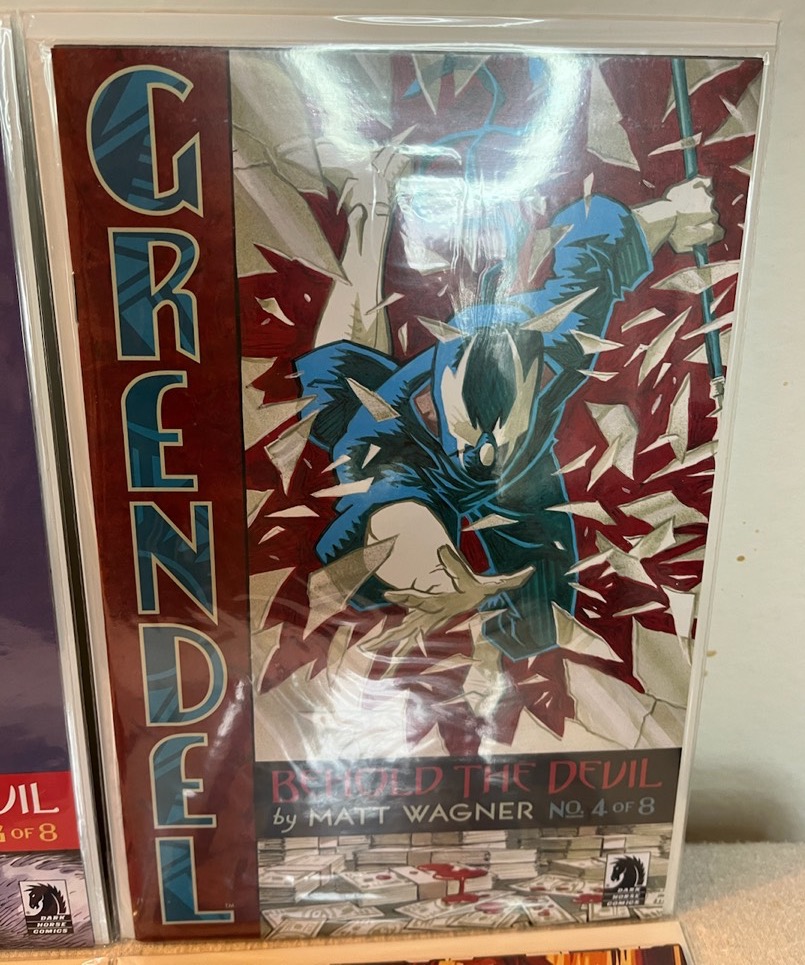 GRENDEL
TM
BEHOLD THE DEVIL
by MATT WAGNER NO. 4 OF 8
DARK
HORSE
COMICS
VIL
OF 8
DARK
HORSE
COMICS